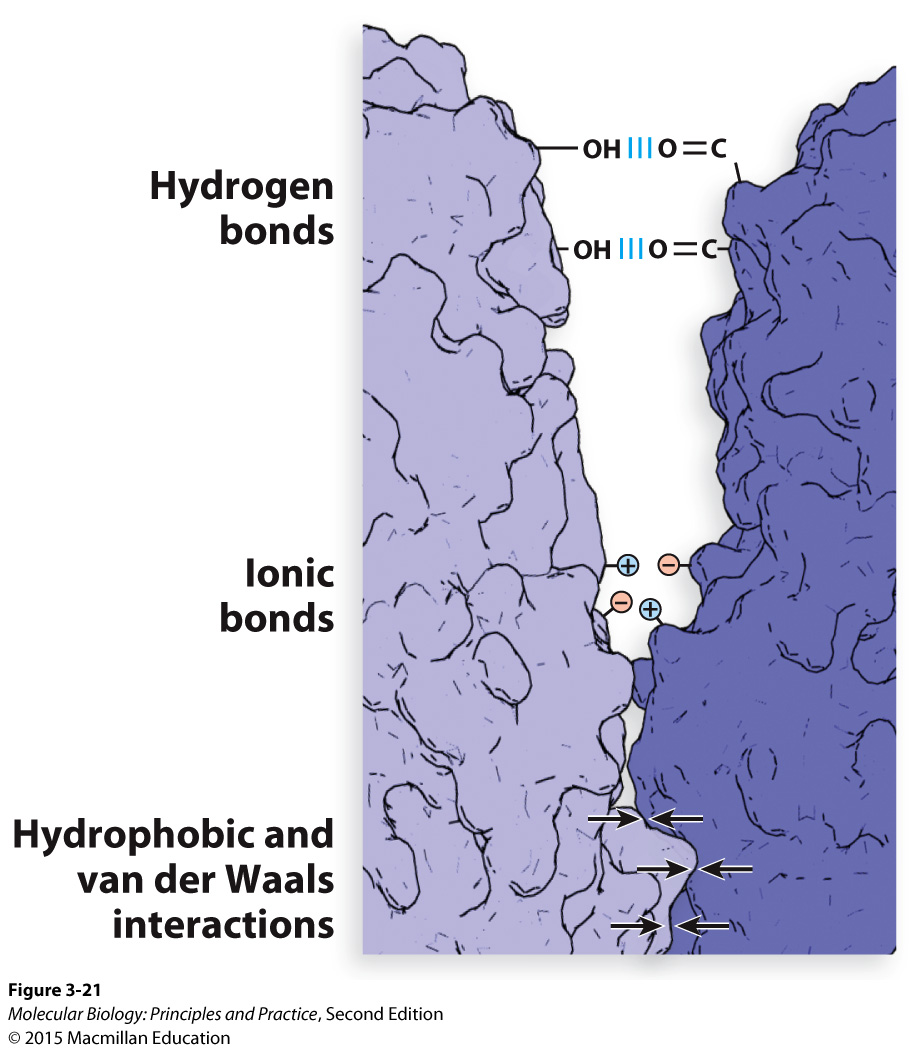 OH ||| O = C
Hydrogen
bonds
OH ||| O = C
Ionic
bonds
+ −
− +
Hydrophobic and
van der Waals
interactions
Figure 3-21
Molecular Biology: Principles and Practice, Second Edition
© 2015 Macmillan Education